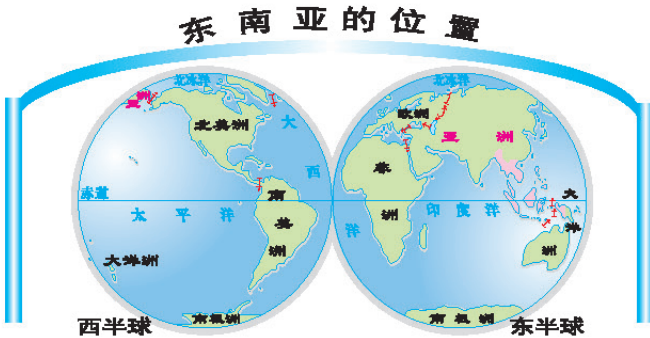 东南亚的位置
北冰洋
亚洲
北美洲
大
西
洋
赤道
太平洋
南
美
洲
大洋洲
南极洲
西半球
北冰洋
欧洲
亚洲
非
洲
印度洋
大
洋
洲
南极洲
东半球